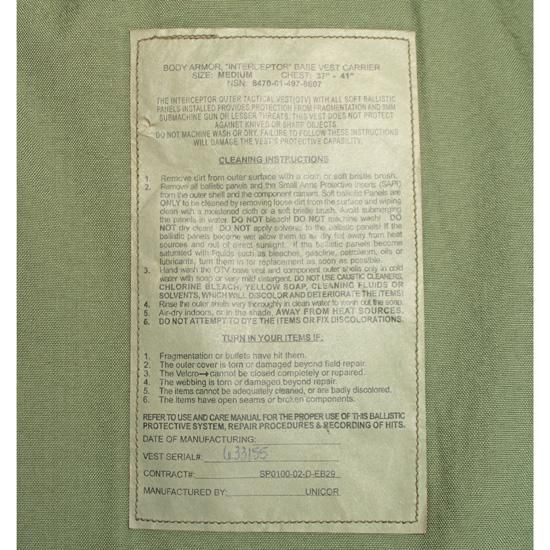 BODY ARMOR, "INTERCEPTOR" BASE VEST CARRIER
SIZE: MEDIUM CHEST: 37" - 41"
NSN: 8470-01-497-8607
THE INTERCEPTOR OUTER TACTICAL VEST(OTV) WITH ALL SOFT BALLISTIC
PANELS INSTALLED PROVIDES PROTECTION FROM FRAGMENTATION AND 9MM
SUBMACHINE GUN OR LESSER THREATS. THIS VEST DOES NOT PROTECT
AGAINST KNIVES OR SHARP OBJECTS.
DO NOT MACHINE WASH OR DRY. FAILURE TO FOLLOW THESE INSTRUCTIONS
WILL DAMAGE THE VEST'S PROTECTIVE CAPABILITY.
CLEANING INSTRUCTIONS
1. Remove dirt from outer surface with a cloth or soft bristle brush.
2. Remove all ballistic panels and the Small Arms Protective Inserts (SAPI)
from the outer shell and the component carriers. Soft ballistic Panels are
ONLY to be cleaned by removing loose dirt from the surface and wiping
clean with a moistened cloth or a soft bristle brush. Avoid submerging
the panels in water. DO NOT bleach! DO NOT machine wash! DO
NOT dry clean! DO NOT apply solvents to the ballistic panels! If the
ballistic panels become wet allow them to air dry flat away from heat
sources and out of direct sunlight. If the ballistic panels become
saturated with liquids such as bleaches, gasoline, petroleum, oils or
lubricants, turn them in for replacement as soon as possible.
3. Hand wash the OTV base vest and component outer shells only in cold
water with soap or very mild detergent. DO NOT USE CAUSTIC CLEANERS,
CHLORINE BLEACH, YELLOW SOAP, CLEANING FLUIDS OR
SOLVENTS, WHICH WILL DISCOLOR AND DETERIORATE THE ITEMS!
4. Rinse the outer shells very thoroughly in clean water to wash out the soap.
5. Air-dry indoors, or in the shade, AWAY FROM HEAT SOURCES.
6. DO NOT ATTEMPT TO DYE THE ITEMS OR FIX DISCOLORATIONS.
TURN IN YOUR ITEMS IF:
1. Fragmentation or bullets have hit them.
2. The outer cover is torn or damaged beyond field repair.
3. The Velcro→cannot be closed completely or repaired.
4. The webbing is torn or damaged beyond repair.
5. The items cannot be adequately cleaned, or are badly discolored.
6. The items have open seams or broken components.
REFER TO USE AND CARE MANUAL FOR THE PROPER USE OF THIS BALLISTIC
PROTECTIVE SYSTEM, REPAIR PROCEDURES & RECORDING OF HITS.
DATE OF MANUFACTURING:
VEST SERIAL#: 633155
CONTRACT#: SP0100-02-D-EB29
MANUFACTURED BY: UNICOR